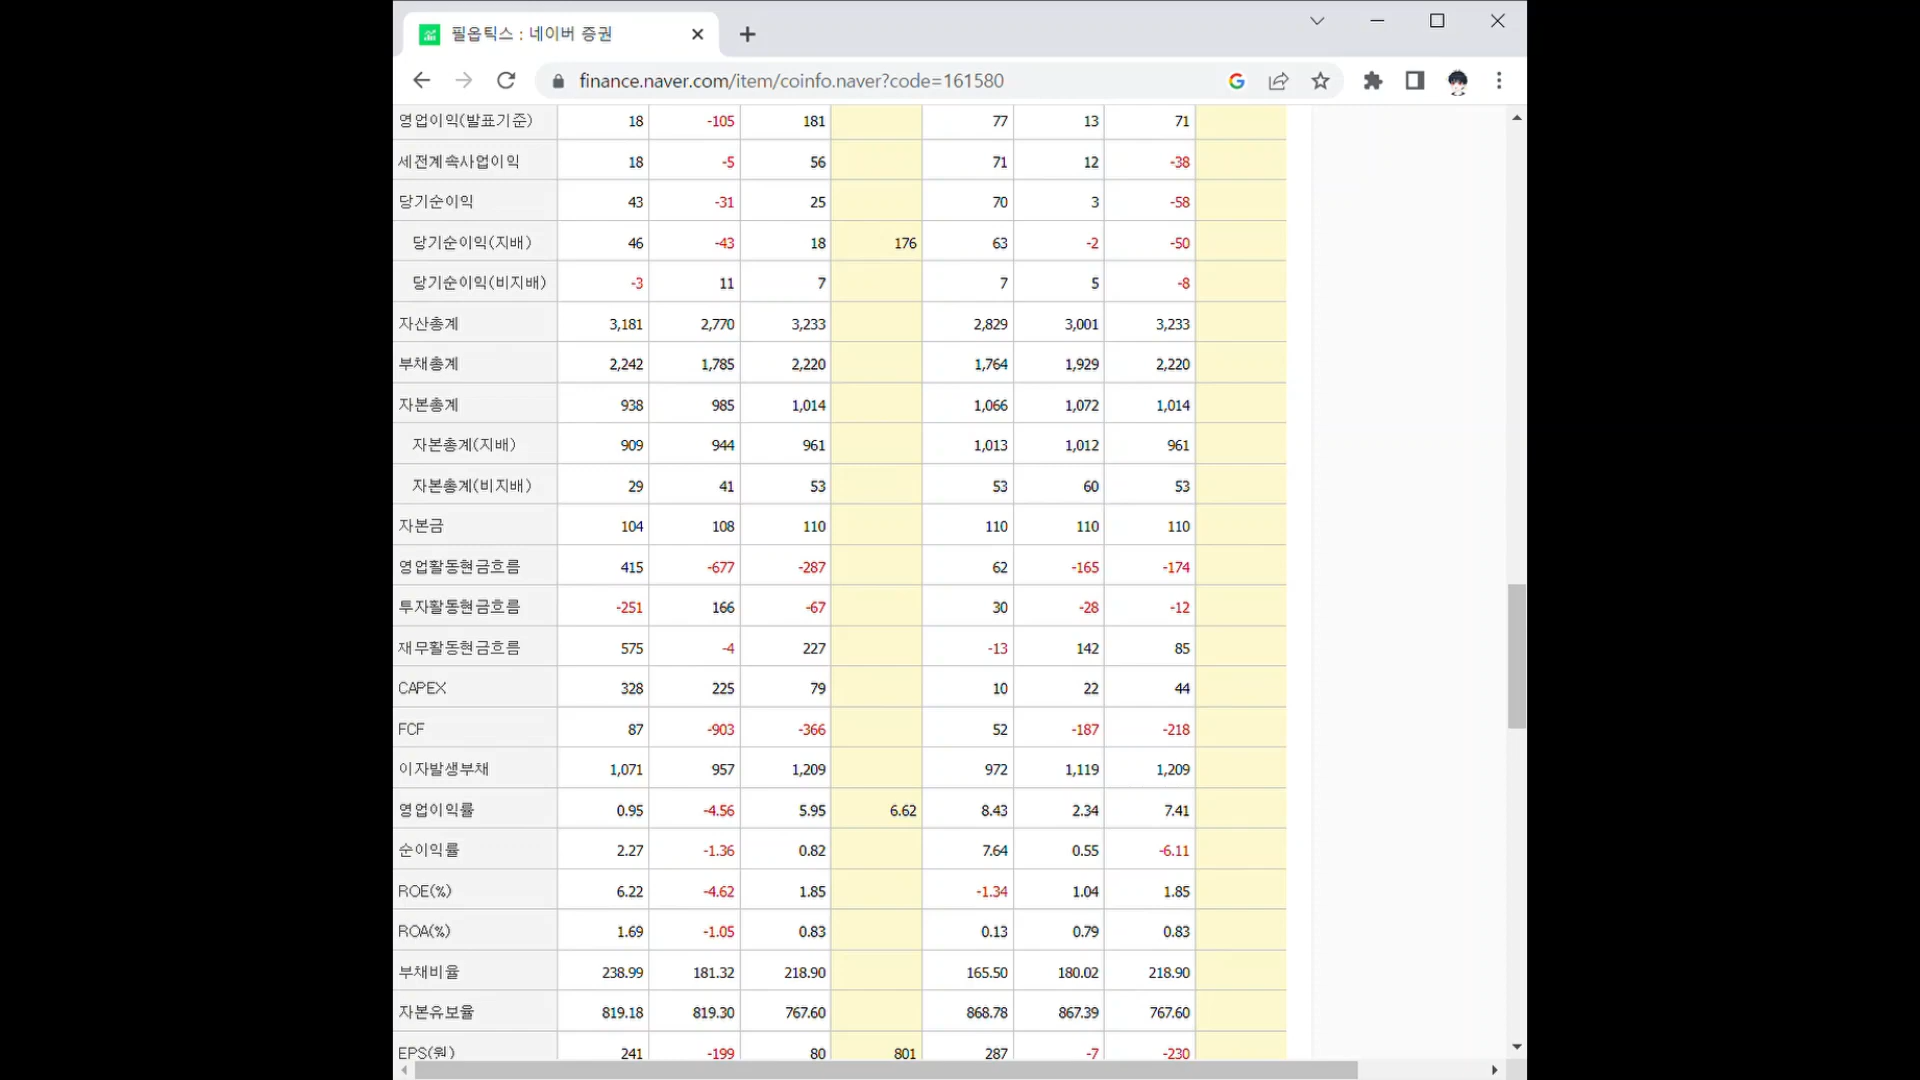 필옵틱스 : 네이버 증권
finance.naver.com/item/coinfo.naver?code=161580
영업이익(발표기준) 18 -105 181 77 13 71
세전계속사업이익 18 -5 56 71 12 -38
당기순이익 43 -31 25 70 3 -58
당기순이익(지배) 46 -43 18 176 63 -2 -50
당기순이익(비지배) -3 11 7 7 5 -8
자산총계 3,181 2,770 3,233 2,829 3,001 3,233
부채총계 2,242 1,785 2,220 1,764 1,929 2,220
자본총계 938 985 1,014 1,066 1,072 1,014
자본총계(지배) 909 944 961 1,013 1,012 961
자본총계(비지배) 29 41 53 53 60 53
자본금 104 108 110 110 110 110
영업활동현금흐름 415 -677 -287 62 -165 -174
투자활동현금흐름 -251 166 -67 30 -28 -12
재무활동현금흐름 575 -4 227 -13 142 85
CAPEX 328 225 79 10 22 44
FCF 87 -903 -366 52 -187 -218
이자발생부채 1,071 957 1,209 972 1,119 1,209
영업이익률 0.95 -4.56 5.95 6.62 8.43 2.34 7.41
순이익률 2.27 -1.36 0.82 7.64 0.55 -6.11
ROE(%) 6.22 -4.62 1.85 -1.34 1.04 1.85
ROA(%) 1.69 -1.05 0.83 0.13 0.79 0.83
부채비율 238.99 181.32 218.90 165.50 180.02 218.90
자본유보율 819.18 819.30 767.60 868.78 867.39 767.60
EPS(원) 241 -199 80 801 287 -7 -230